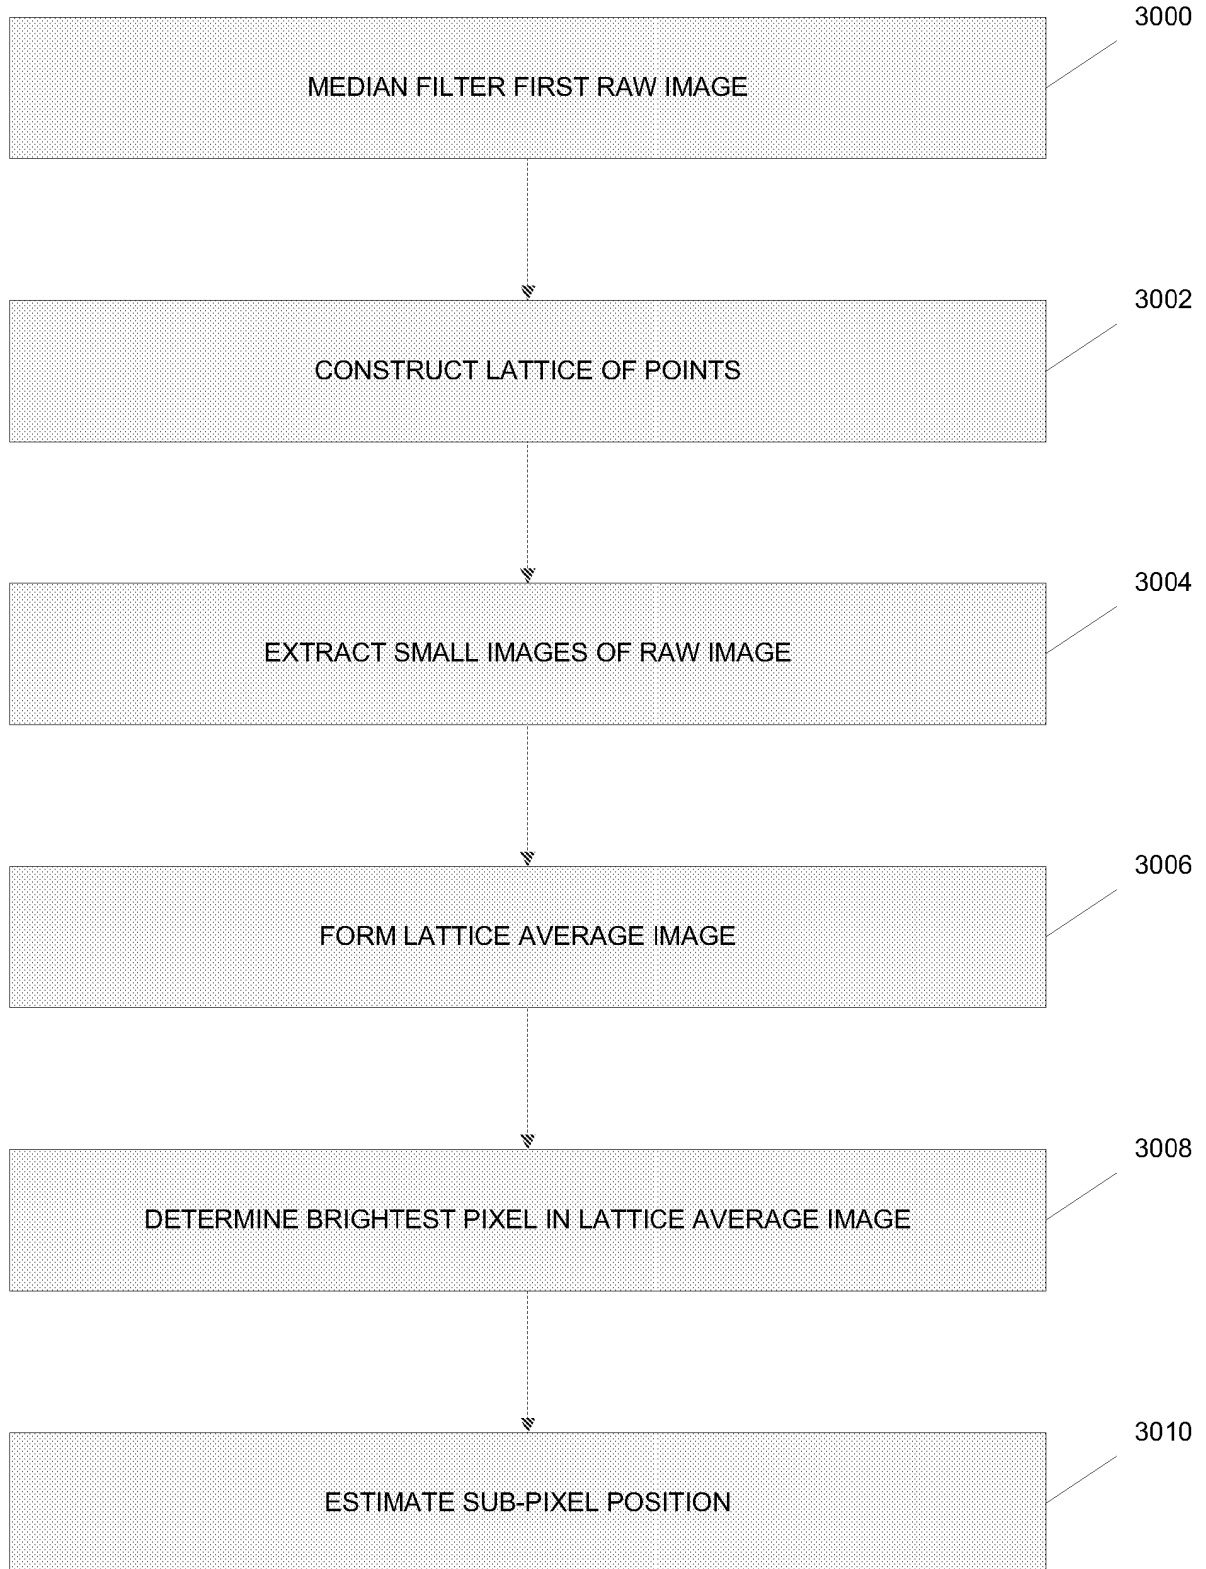 3000
MEDIAN FILTER FIRST RAW IMAGE
3002
CONSTRUCT LATTICE OF POINTS
3004
EXTRACT SMALL IMAGES OF RAW IMAGE
3006
FORM LATTICE AVERAGE IMAGE
3008
DETERMINE BRIGHTEST PIXEL IN LATTICE AVERAGE IMAGE
3010
ESTIMATE SUB-PIXEL POSITION